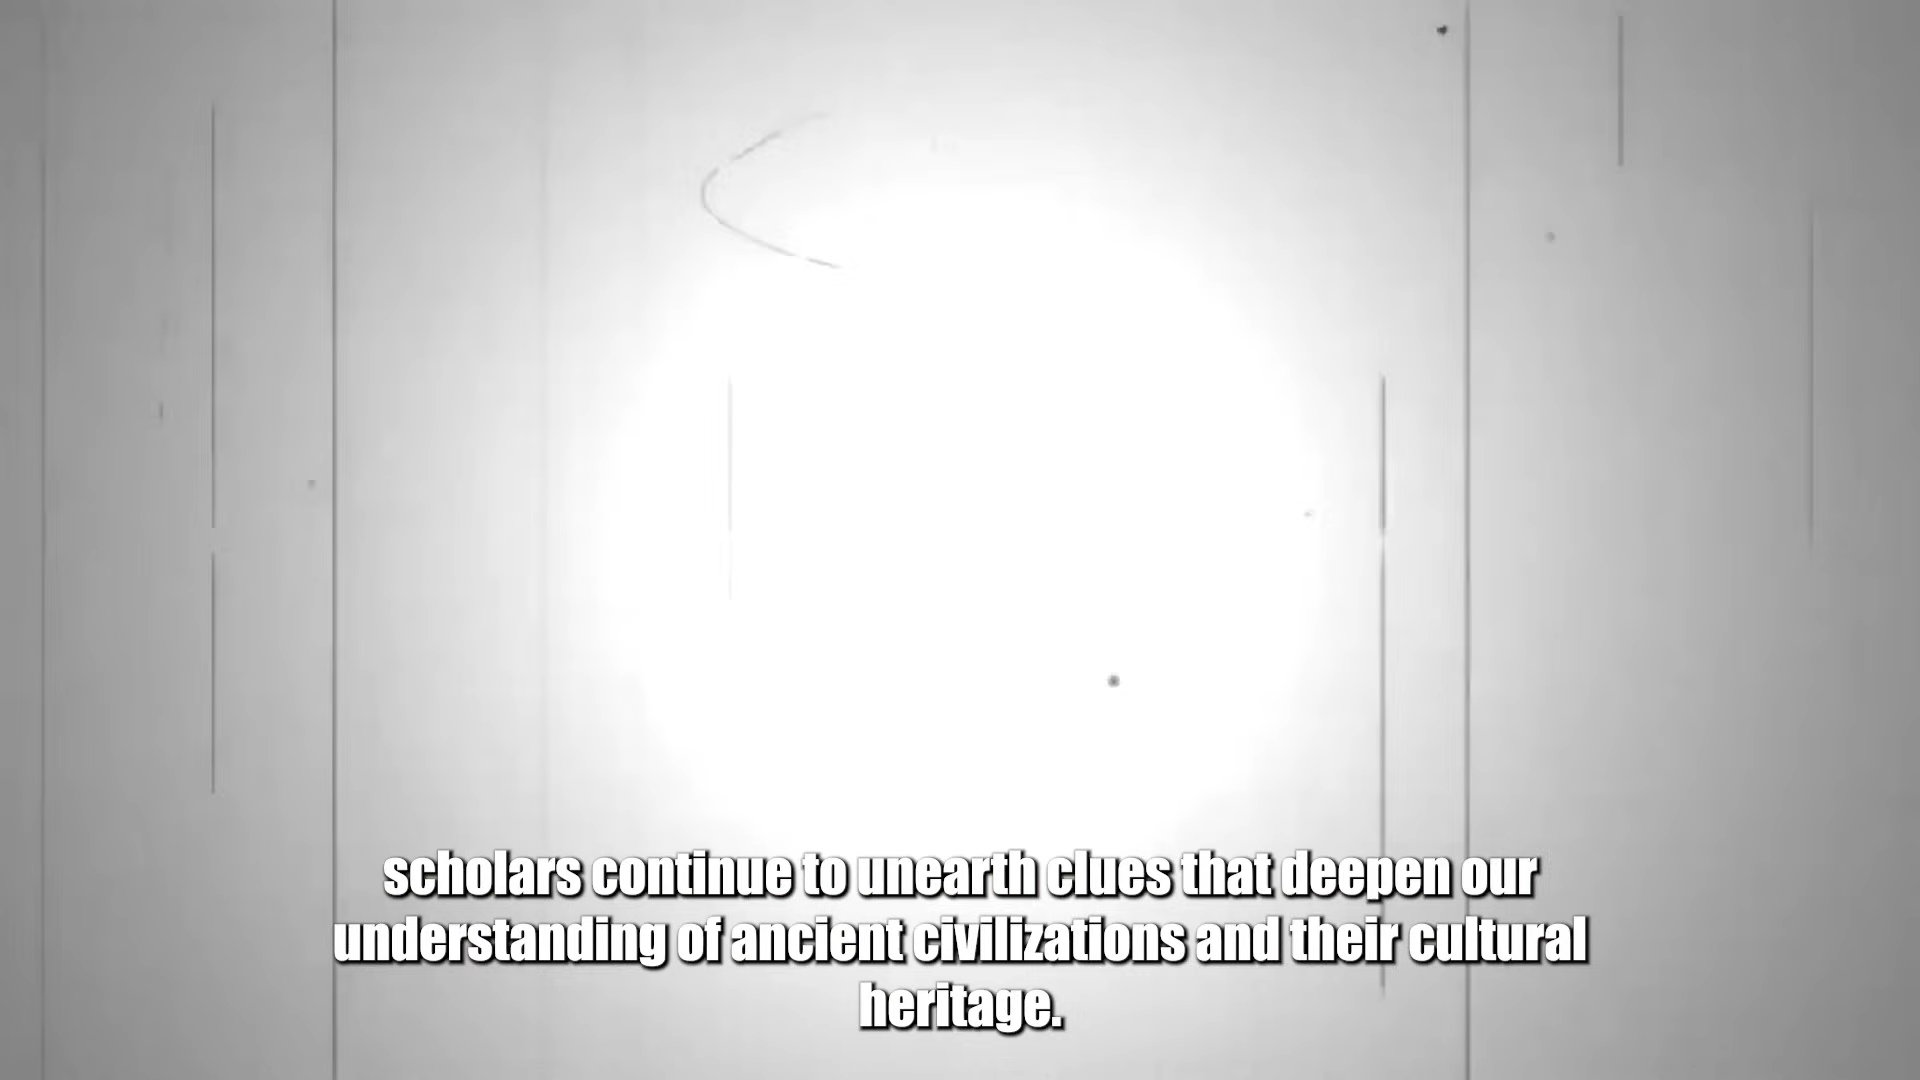 scholars continue to unearth clues that deepen our
understanding of ancient civilizations and their cultural
heritage.